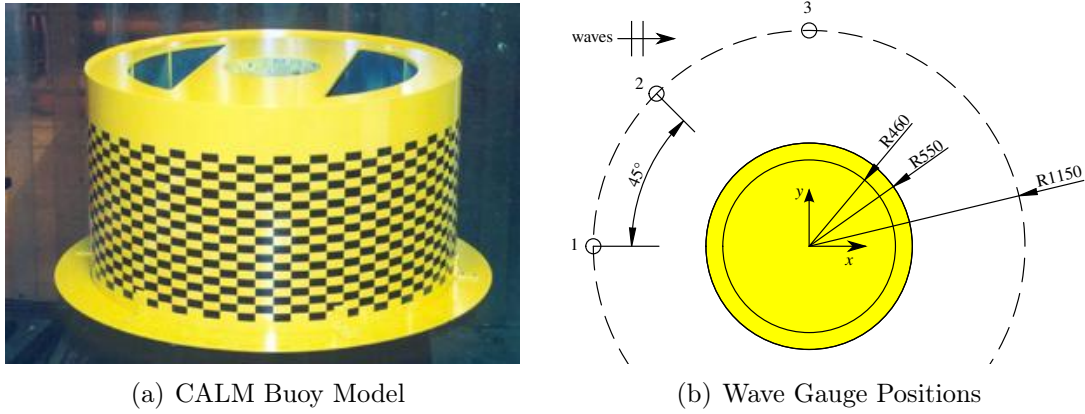 3
waves
2
R460
R550
45°
R1150
y
1
x
(a) CALM Buoy Model
(b) Wave Gauge Positions